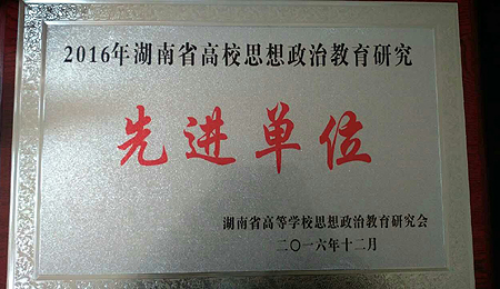 2016年湖南省高校思想政治教育研究
先进单位
湖南省高等学校思想政治教育研究会
二〇一六年十二月